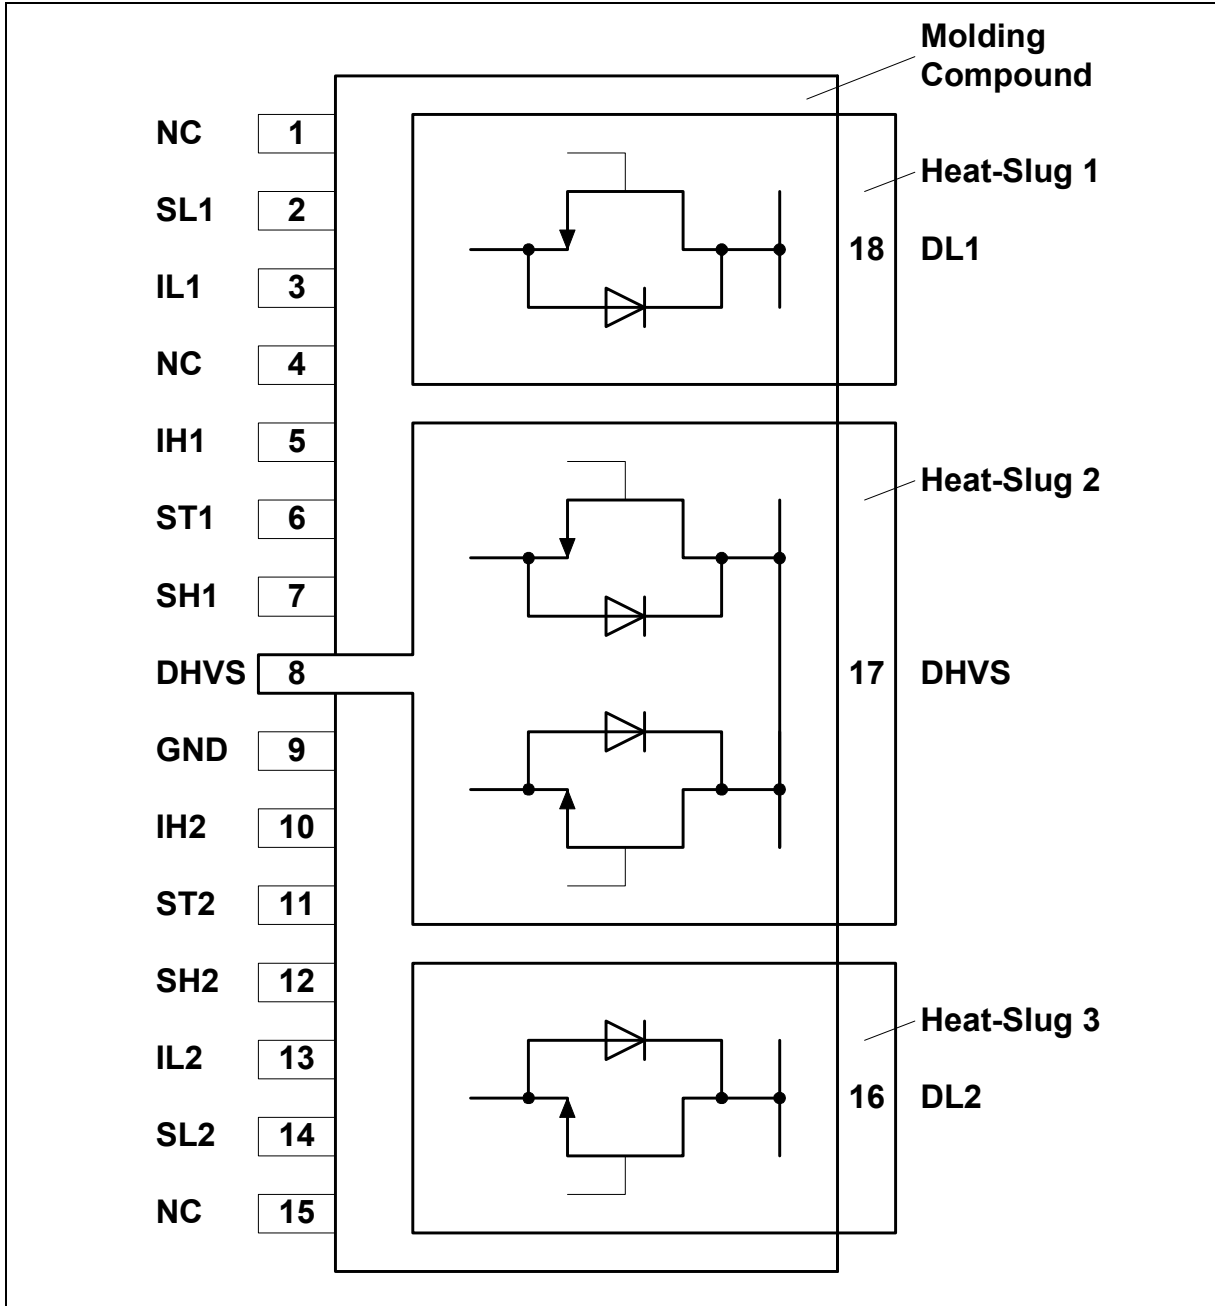 Molding
Compound
NC 1
SL1 2
Heat-Slug 1
18 DL1
IL1 3
NC 4
IH1 5
Heat-Slug 2
ST1 6
SH1 7
DHVS 8
17 DHVS
GND 9
IH2 10
ST2 11
SH2 12
Heat-Slug 3
IL2 13
16 DL2
SL2 14
NC 15